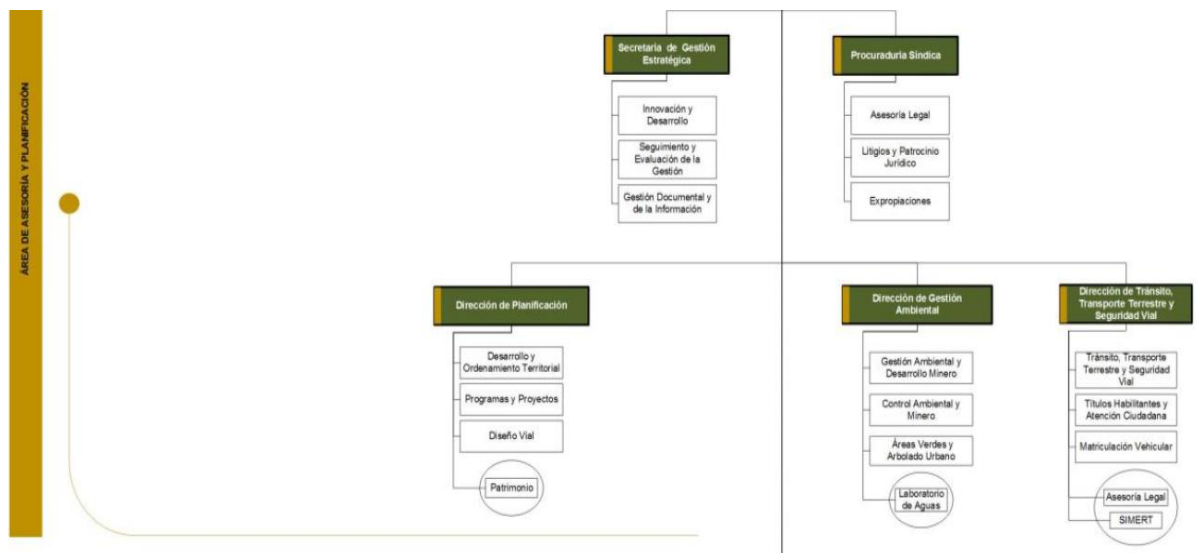 ÁREA DE ASESORÍA Y PLANIFICACIÓN
Secretaría de Gestión
Estratégica
Innovación y
Desarrollo
Seguimiento y
Evaluación de la
Gestión
Gestión Documental y
de la Información
Procuraduría Síndica
Asesoría Legal
Litigios y Patrocinio
Jurídico
Expropiaciones
Dirección de Planificación
Desarrollo y
Ordenamiento Territorial
Programas y Proyectos
Diseño Vial
Patrimonio
Dirección de Gestión
Ambiental
Gestión Ambiental y
Desarrollo Minero
Control Ambiental y
Minero
Áreas Verdes y
Arbolado Urbano
Laboratorio
de Aguas
Dirección de Tránsito,
Transporte Terrestre y
Seguridad Vial
Tránsito, Transporte
Terrestre y Seguridad
Vial
Títulos Habilitantes y
Atención Ciudadana
Matriculación Vehicular
Asesoría Legal
SIMERT